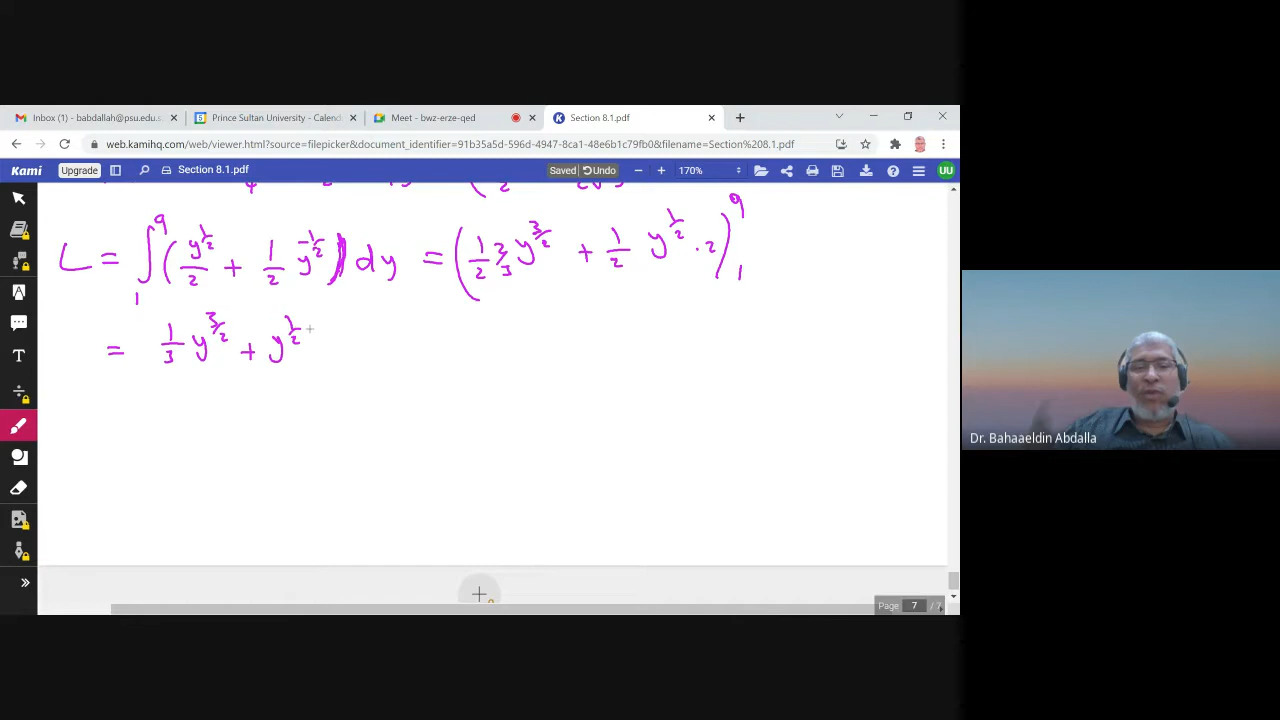 Inbox (1) - babdallah@psu.edu.s
Prince Sultan University - Calend
Meet - bwz-erze-qed
Section 8.1.pdf
web.kamihq.com/web/viewer.html?source=filepicker&document_identifier=91b35a5d-596d-4947-8ca1-48e6b1c79fb0&filename=Section%208.1.pdf
Kami Upgrade Section 8.1.pdf Saved Undo 170% UU
L = ∫₁⁹ (y^(1/2)/2 + 1/2 y^(-1/2)) dy = (1/2 2/3 y^(3/2) + 1/2 y^(1/2) · 2)₁⁹
= 1/3 y^(3/2) + y^(1/2)
Dr. Bahaaeldin Abdalla
Page 7 / 7